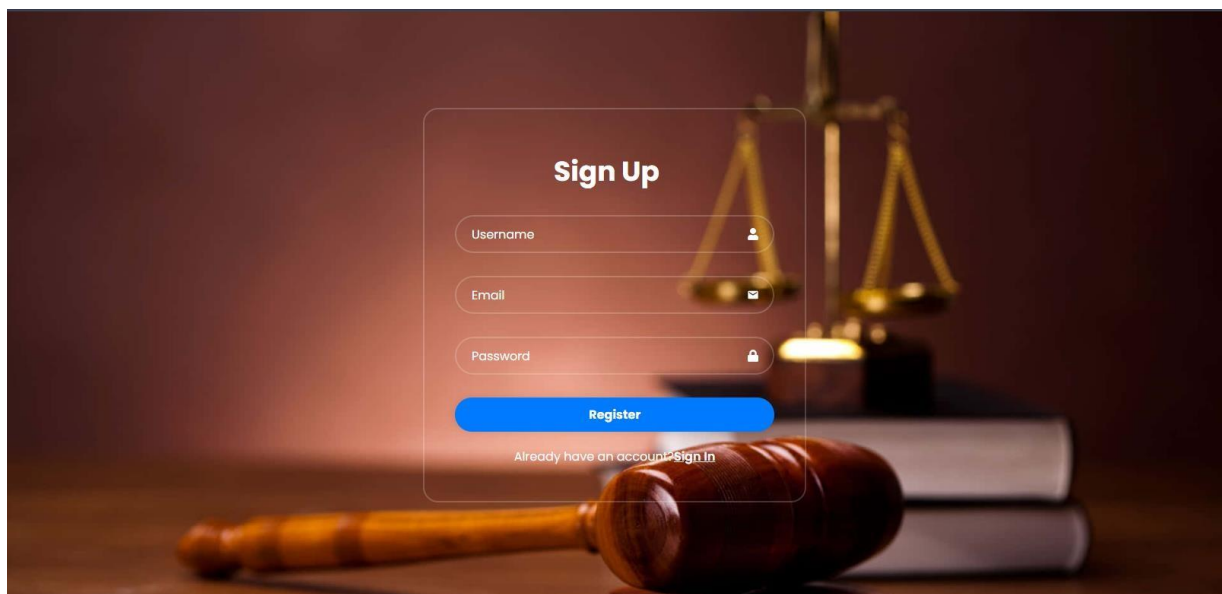 Sign Up
Username
Email
Password
Register
Already have an account?Sign In